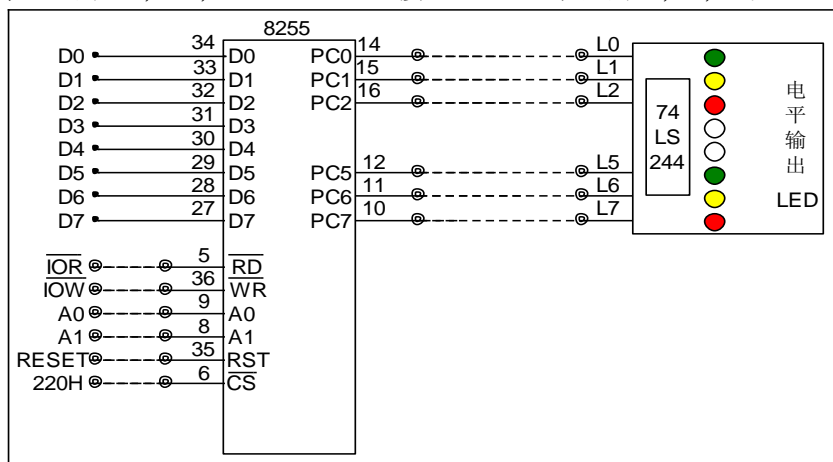 8255
D0 34 D0 PC0 14 L0
D1 33 D1 PC1 15 L1
D2 32 D2 PC2 16 L2
D3 31 D3
D4 30 D4
D5 29 D5 PC5 12 L5
D6 28 D6 PC6 11 L6
D7 27 D7 PC7 10 L7
IOR 5 RD
IOW 36 WR
A0 9 A0
A1 8 A1
RESET 35 RST
220H 6 CS
74
LS
244
电
平
输
出
LED